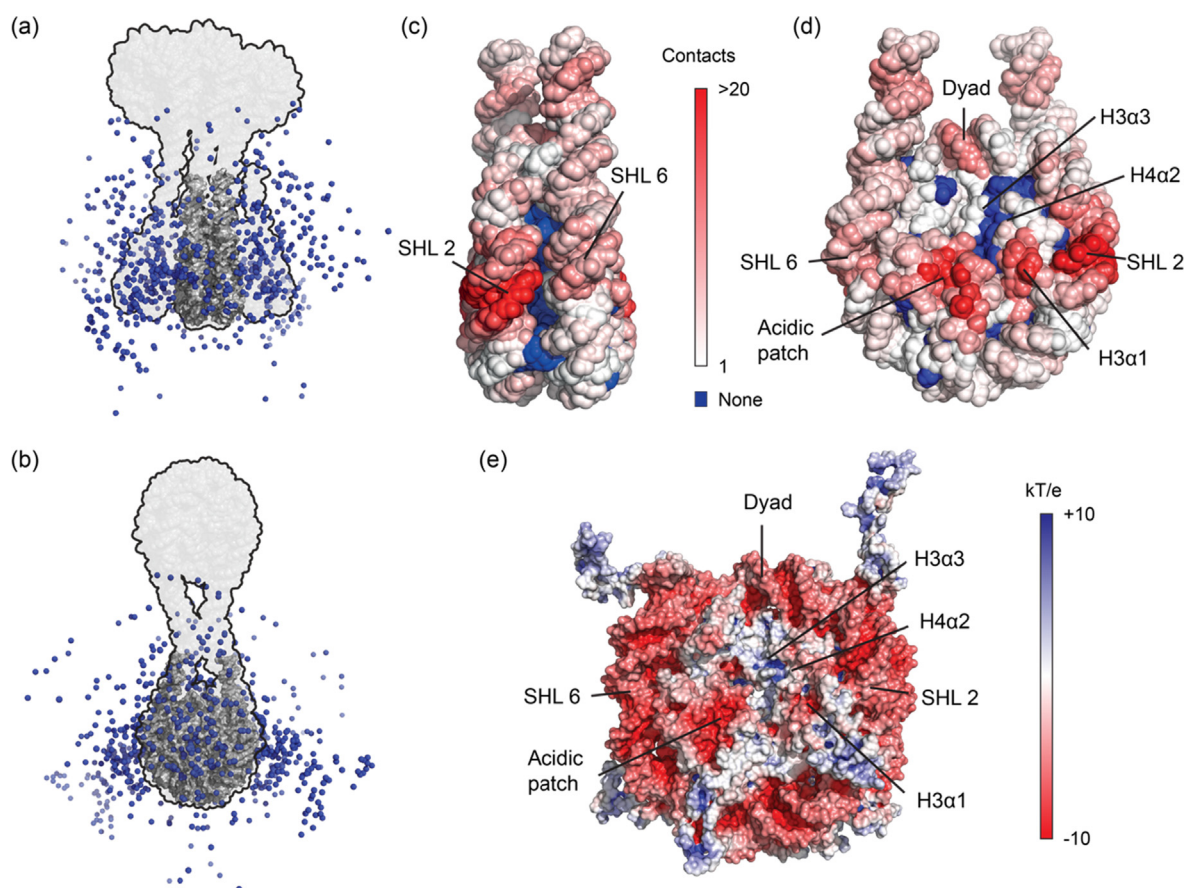 (a)
(c)
Contacts
>20
1
None
SHL 6
SHL 2
(d)
Dyad
H3α3
H4α2
SHL 6
SHL 2
Acidic
patch
H3α1
(b)
(e)
Dyad
H3α3
H4α2
SHL 6
SHL 2
Acidic
patch
H3α1
kT/e
+10
-10